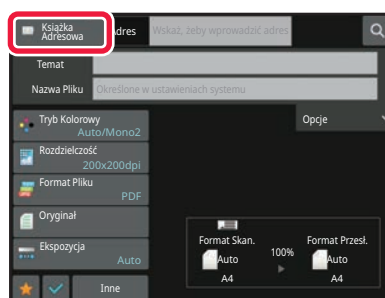 Książka
Adresowa
dres
Wskaż, żeby wprowadzić adres
Temat
Nazwa Pliku
Określone w ustawieniach systemu
Tryb Kolorowy
Auto/Mono2
Opcje
Rozdzielczość
200x200dpi
Format Pliku
PDF
Oryginał
Ekspozycja
Auto
Format Skan.
100%
Format Przesł.
Auto
Auto
A4
A4
Inne